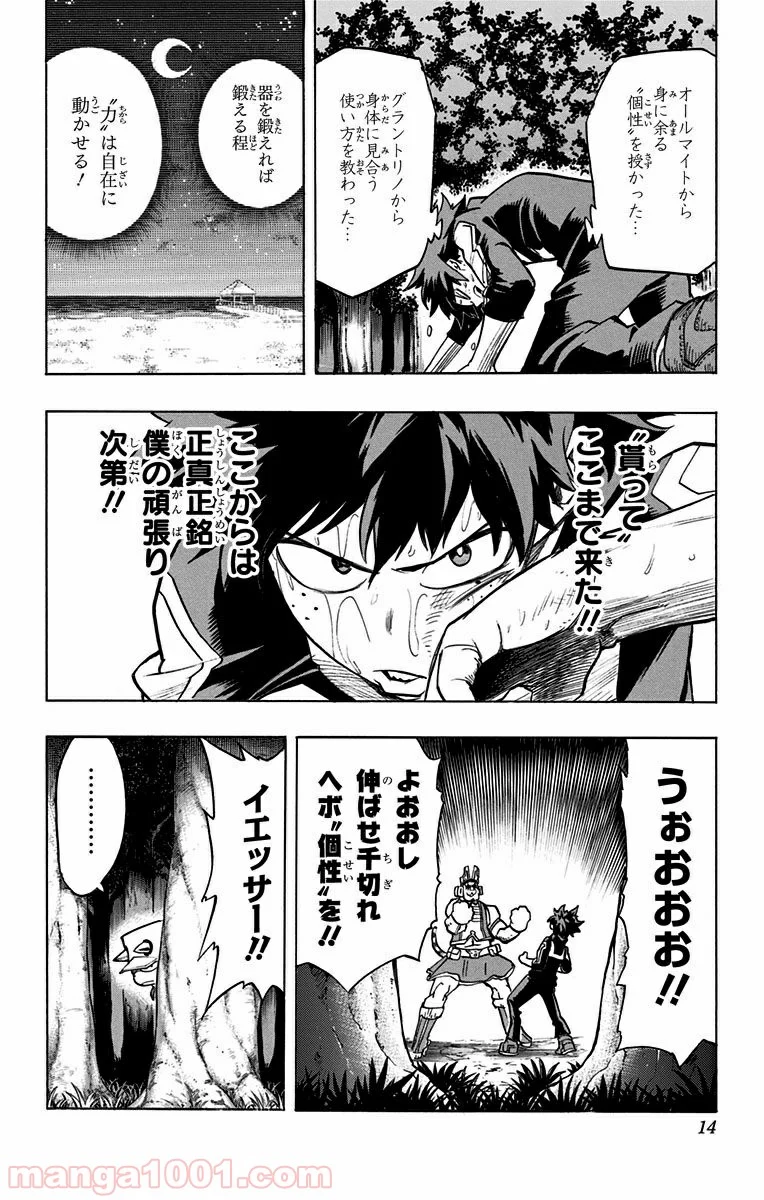 オールマイトから
身に余る
〝個性〟を授かった…
グラントリノから
身体に見合う
使い方を教わった…
器を鍛えれば
鍛える程
〝力〟は自在に
動かせる!
〝貰って〟
ここまで来た!!
ここからは
正真正銘
僕の頑張り
次第!!
うぉおおおお!!
よおおし
伸ばせ千切れ
ヘボ〝個性〟を!!
イエッサー!!
………
14
manga1001.com